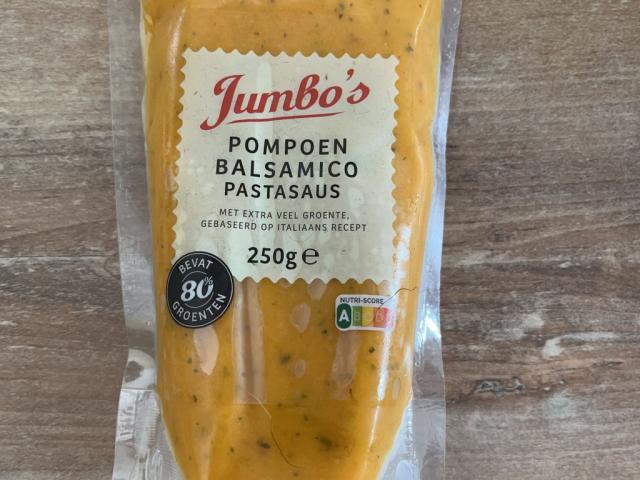 Jumbo's
POMPOEN
BALSAMICO
PASTASAUS
MET EXTRA VEEL GROENTE,
GEBASEERD OP ITALIAANS RECEPT
250g e
BEVAT
80%
GROENTEN
NUTRI-SCORE
A B C D E